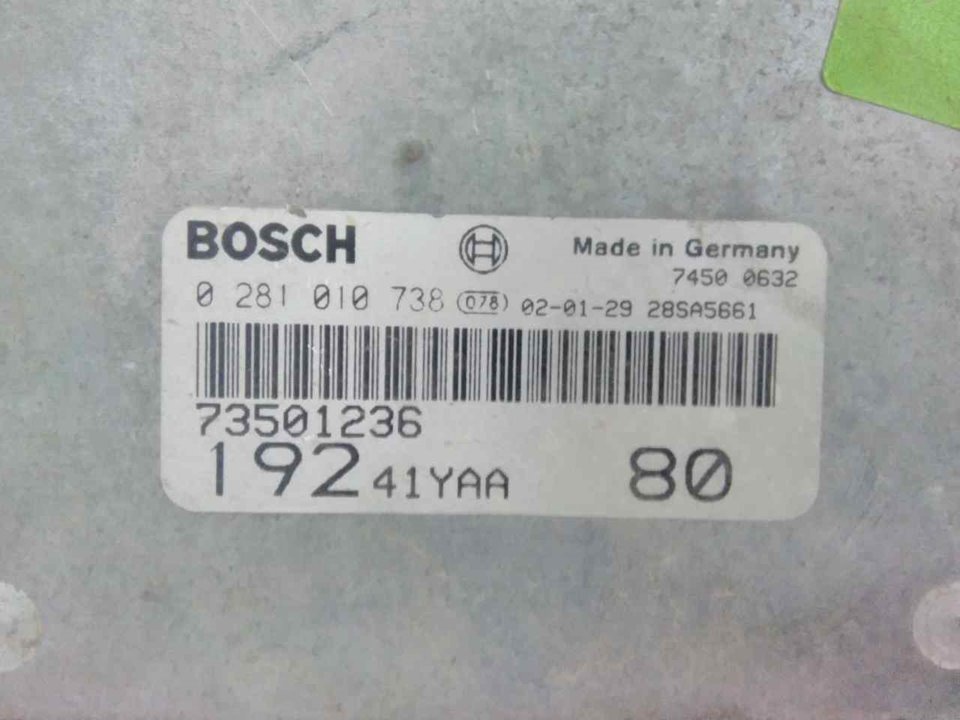 BOSCH Made in Germany
7450 0632
0 281 010 738 078 02-01-29 28SA5661
73501236
192 41YAA 80